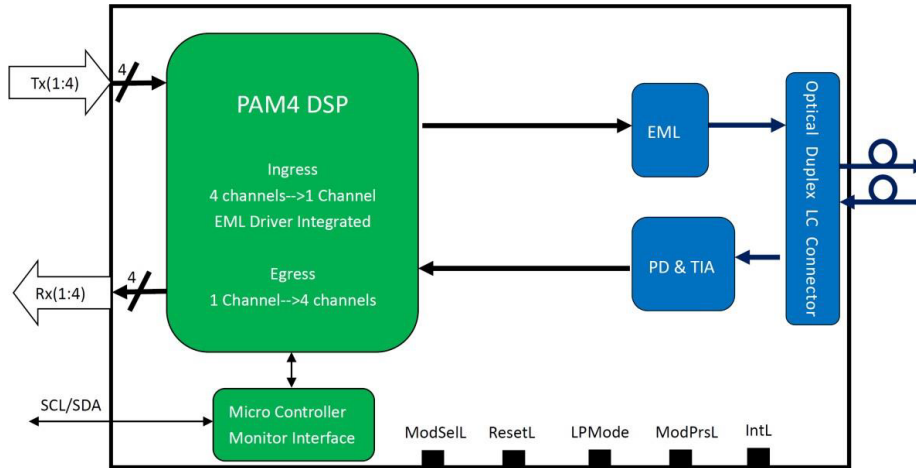 Tx(1:4)
4
PAM4 DSP
Ingress
4 channels-->1 Channel
EML Driver Integrated
Egress
1 Channel-->4 channels
EML
PD & TIA
Optical Duplex LC Connector
4
Rx(1:4)
SCL/SDA
Micro Controller
Monitor Interface
ModSelL
ResetL
LPMode
ModPrsL
IntL